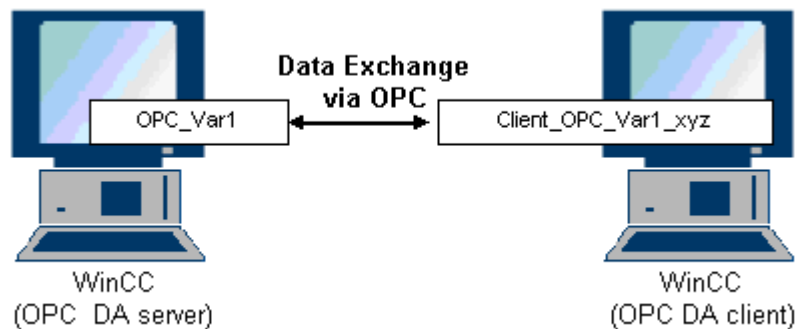 Data Exchange
via OPC
OPC_Var1
Client_OPC_Var1_xyz
WinCC
(OPC DA server)
WinCC
(OPC DA client)